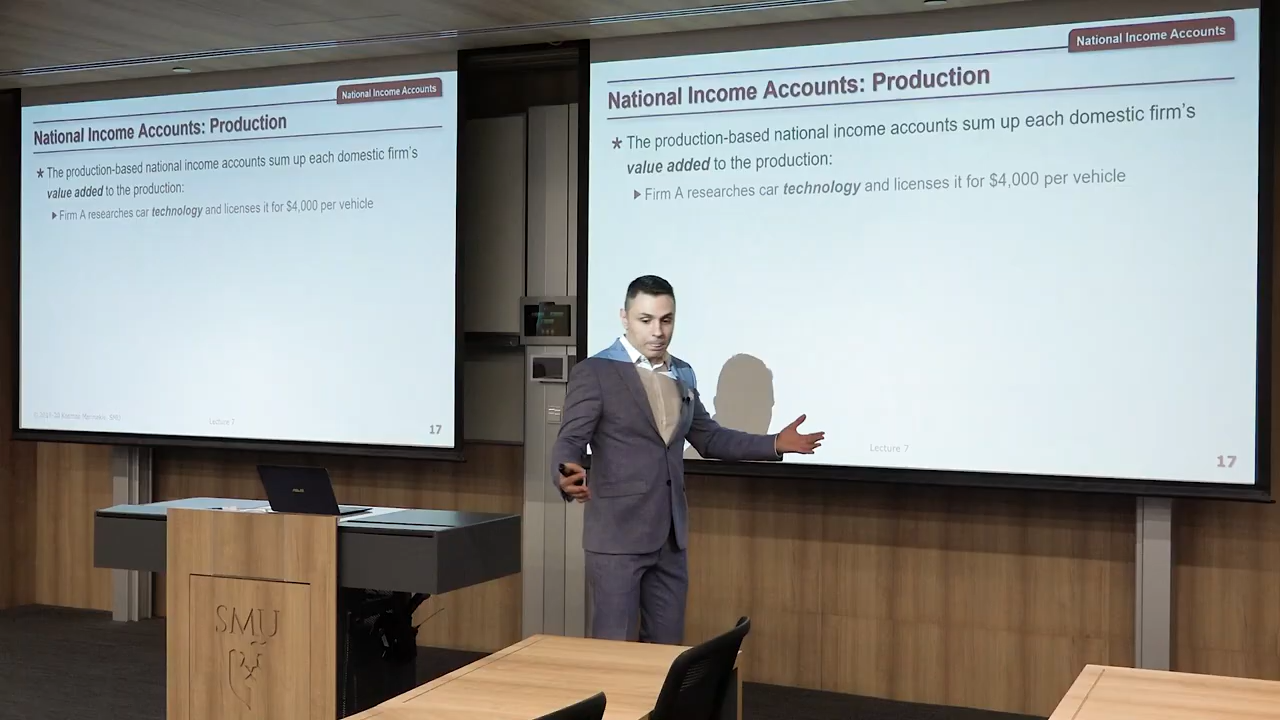 National Income Accounts
National Income Accounts: Production
* The production-based national income accounts sum up each domestic firm's
value added to the production:
Firm A researches car technology and licenses it for $4,000 per vehicle
Lecture 7
17
National Income Accounts
National Income Accounts: Production
* The production-based national income accounts sum up each domestic firm's
value added to the production:
Firm A researches car technology and licenses it for $4,000 per vehicle
Lecture 7
17
ASUS
SMU